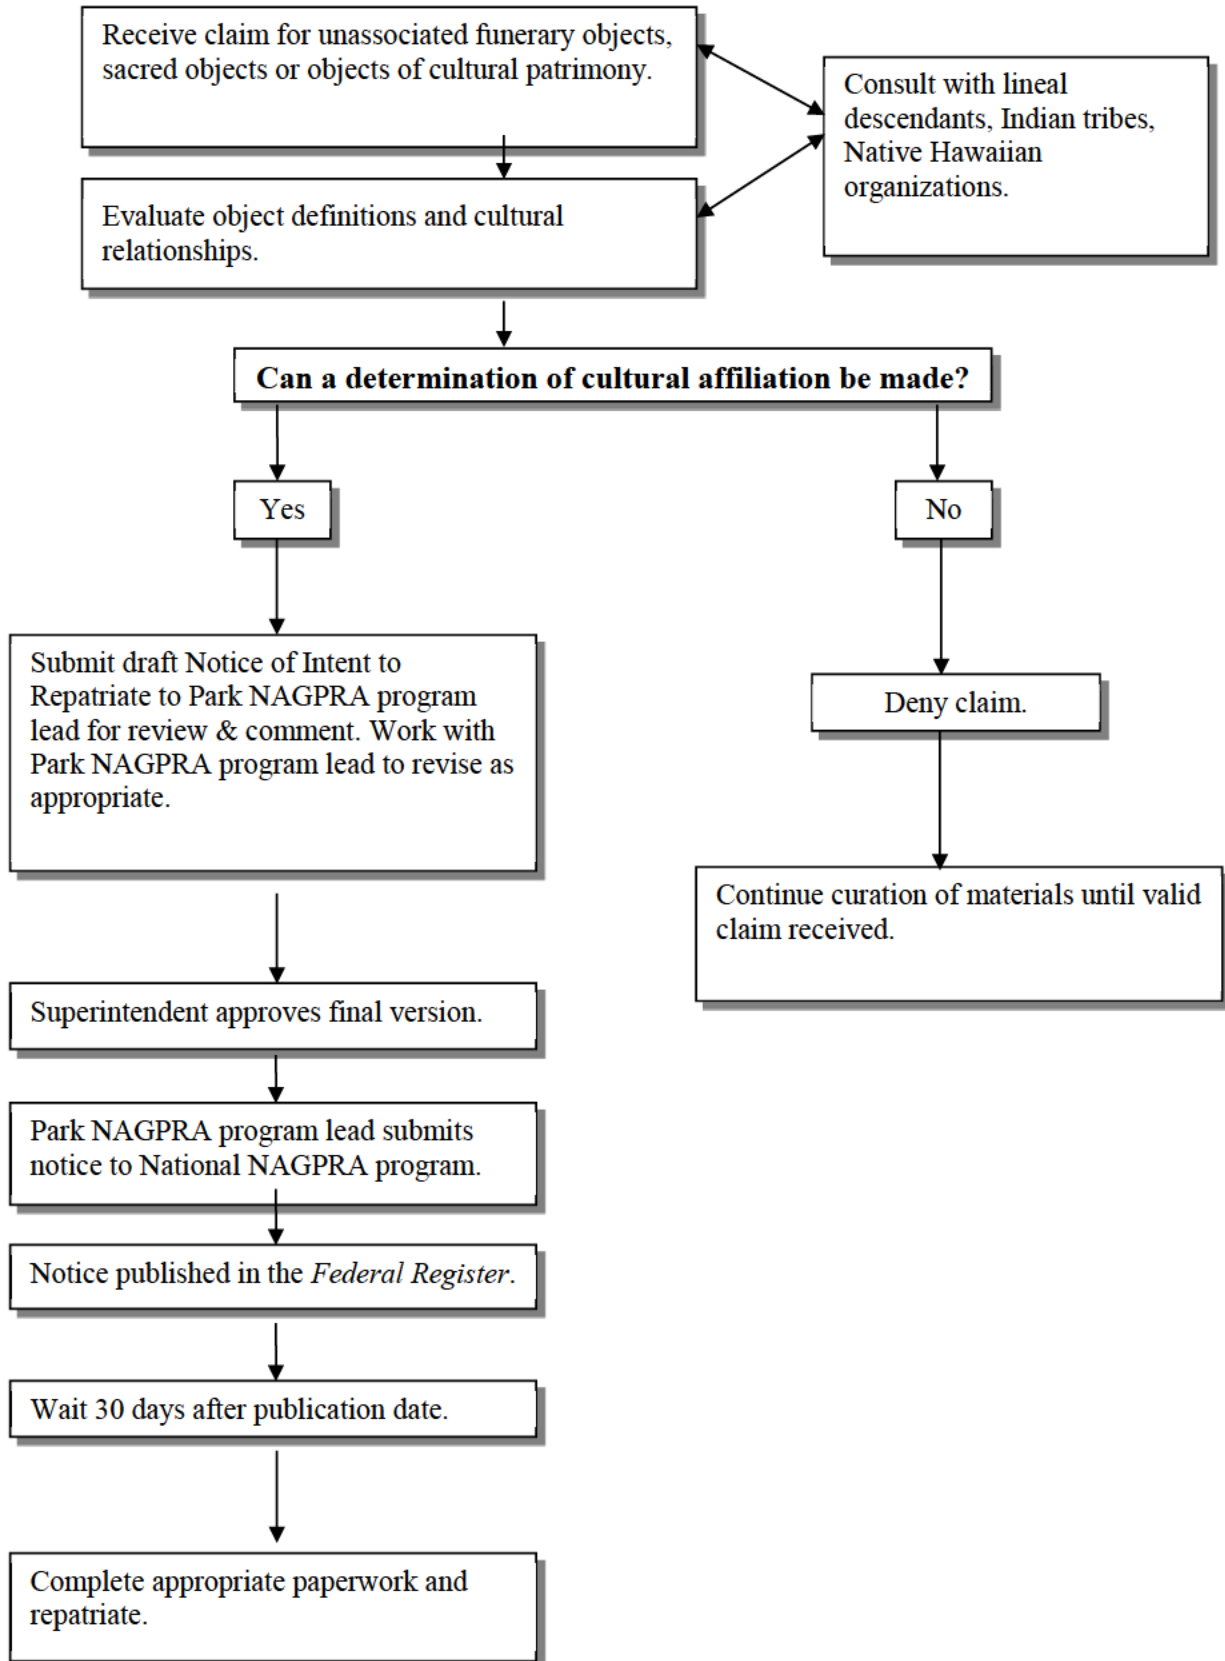 Receive claim for unassociated funerary objects,
sacred objects or objects of cultural patrimony.
Consult with lineal
descendants, Indian tribes,
Native Hawaiian
organizations.
Evaluate object definitions and cultural
relationships.
Can a determination of cultural affiliation be made?
Yes
No
Submit draft Notice of Intent to
Repatriate to Park NAGPRA program
lead for review & comment. Work with
Park NAGPRA program lead to revise as
appropriate.
Deny claim.
Continue curation of materials until valid
claim received.
Superintendent approves final version.
Park NAGPRA program lead submits
notice to National NAGPRA program.
Notice published in the Federal Register.
Wait 30 days after publication date.
Complete appropriate paperwork and
repatriate.